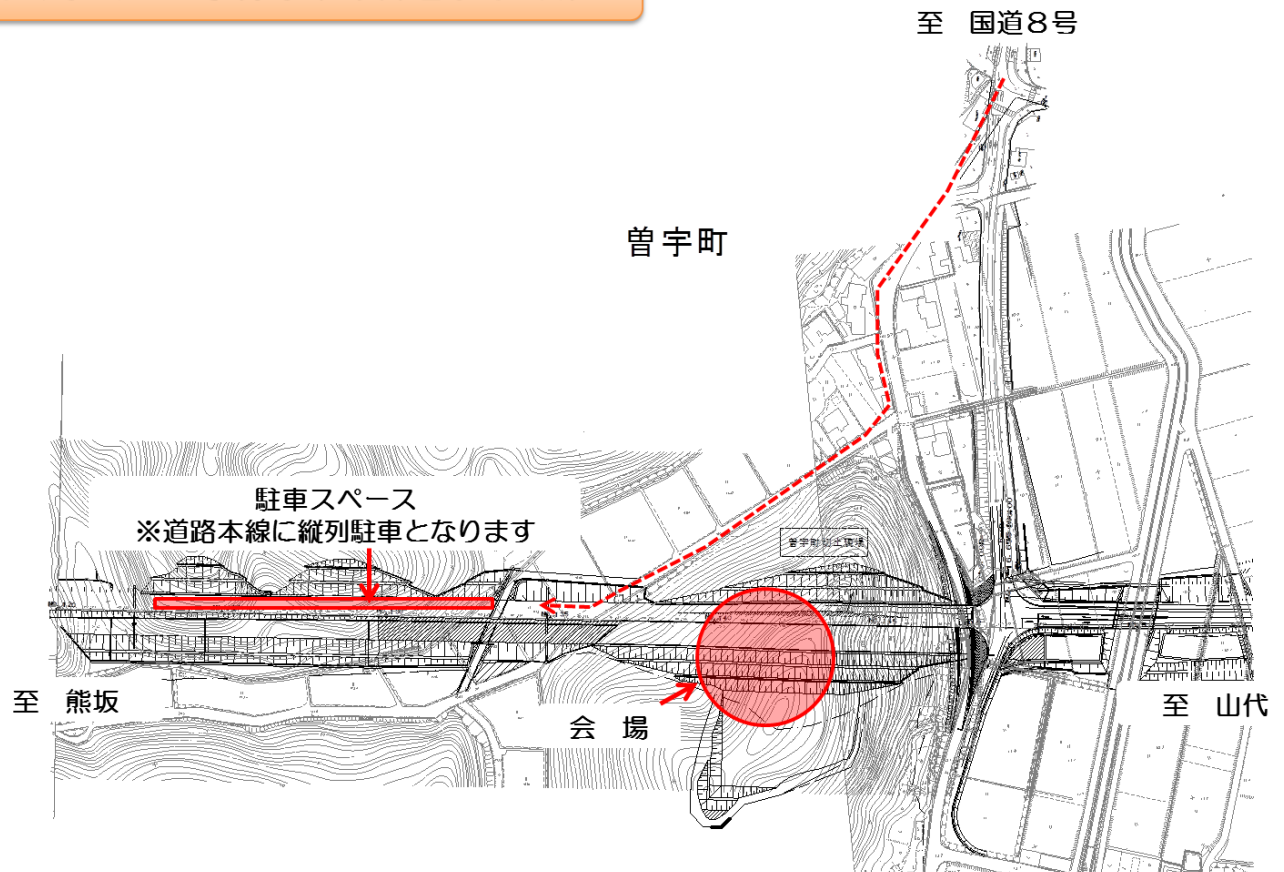 至 国道8号
曽宇町
駐車スペース
※道路本線に縦列駐車となります
至 熊坂
会 場
至 山代